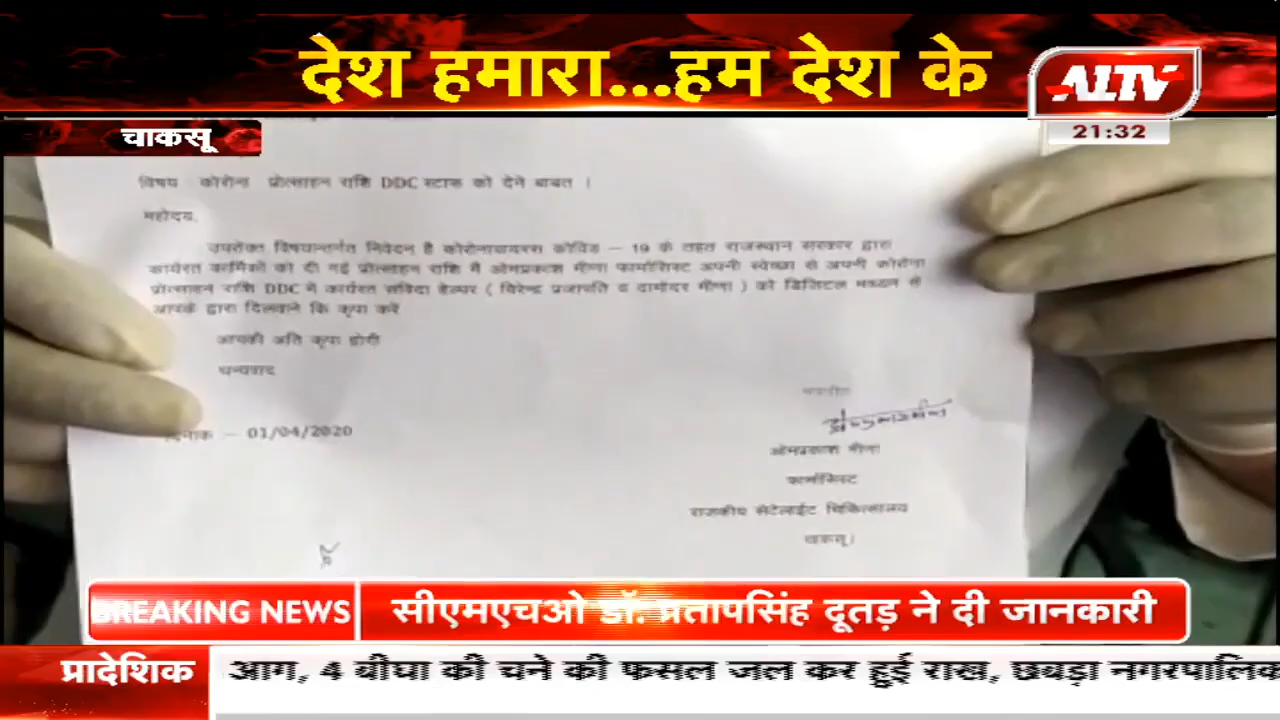 देश हमारा...हम देश के
ALTV
21:32
चाकसू
विषय कोरोना प्रोत्साहन राशि DDC स्टाफ को देने बाबत ।
महोदय,
उपरोक्त विषयान्तर्गत निवेदन है कोरोनावायरस कोविड – 19 के तहत राजस्थान सरकार द्वारा
कार्यरत कार्मिकों को दी गई प्रोत्साहन राशि में ओमप्रकाश मीणा फार्मासिस्ट अपनी स्वेच्छा से अपनी कोरोना
प्रोत्साहन राशि DDC में कार्यरत संविदा हेल्पर ( विरेन्द्र प्रजापति व दामोदर मीणा ) को डिजिटल माध्यम से
आपके द्वारा दिलवाने कि कृपा करें
आपकी अति कृपा होगी
धन्यवाद
दिनांक – 01/04/2020
ओमप्रकाश मीणा
फार्मासिस्ट
राजकीय सेटेलाईट चिकित्सालय
चाकसू।
BREAKING NEWS
सीएमएचओ डॉ. प्रतापसिंह दूतड़ ने दी जानकारी
प्रादेशिक
आग, 4 बीघा की चने की फसल जल कर हुई राख, छबड़ा नगरपालिक